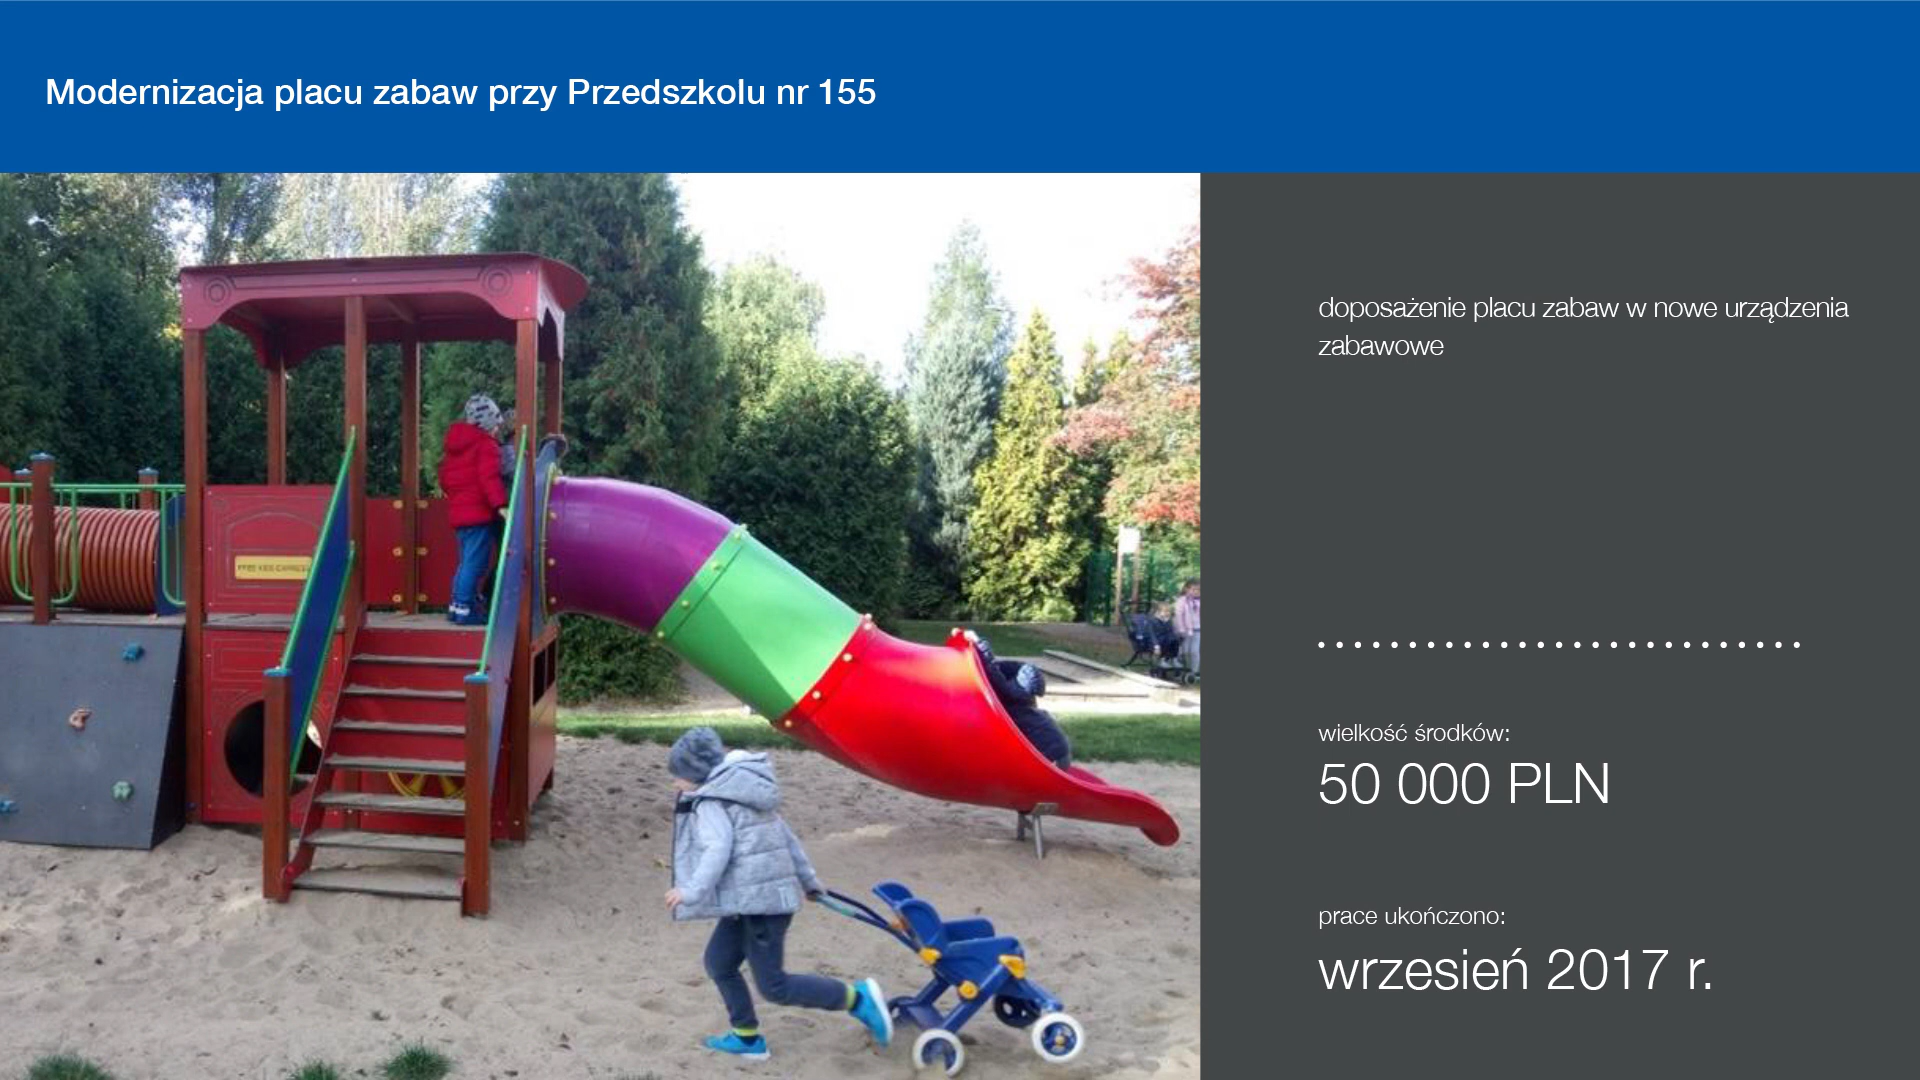 Modernizacja placu zabaw przy Przedszkolu nr 155
doposażenie placu zabaw w nowe urządzenia
zabawowe
wielkość środków:
50 000 PLN
prace ukończono:
wrzesień 2017 r.